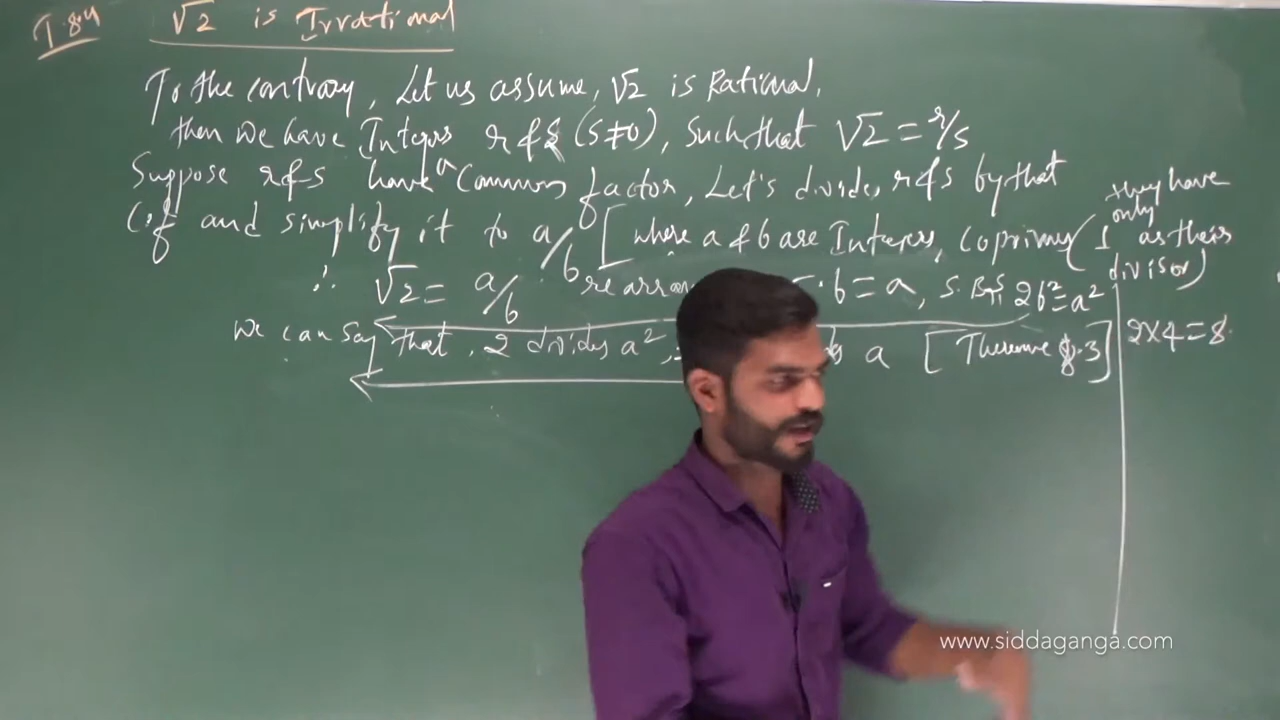 T 8.4 √2 is Irrational
To the contrary, Let us assume, √2 is Rational,
then we have Integers r & s (s≠0), Such that √2 = r/s
Suppose r & s have a Common factor, Let's divide, r & s by that
C.f and simplify it to a/b [where a & b are Integers, coprime (they have only 1 as their divisor)
∴ √2 = a/b rearran b = a, S.B.S 2b² = a²
We can say that, 2 divides a², a [Theorem 8.3]
2×4=8
www.siddaganga.com